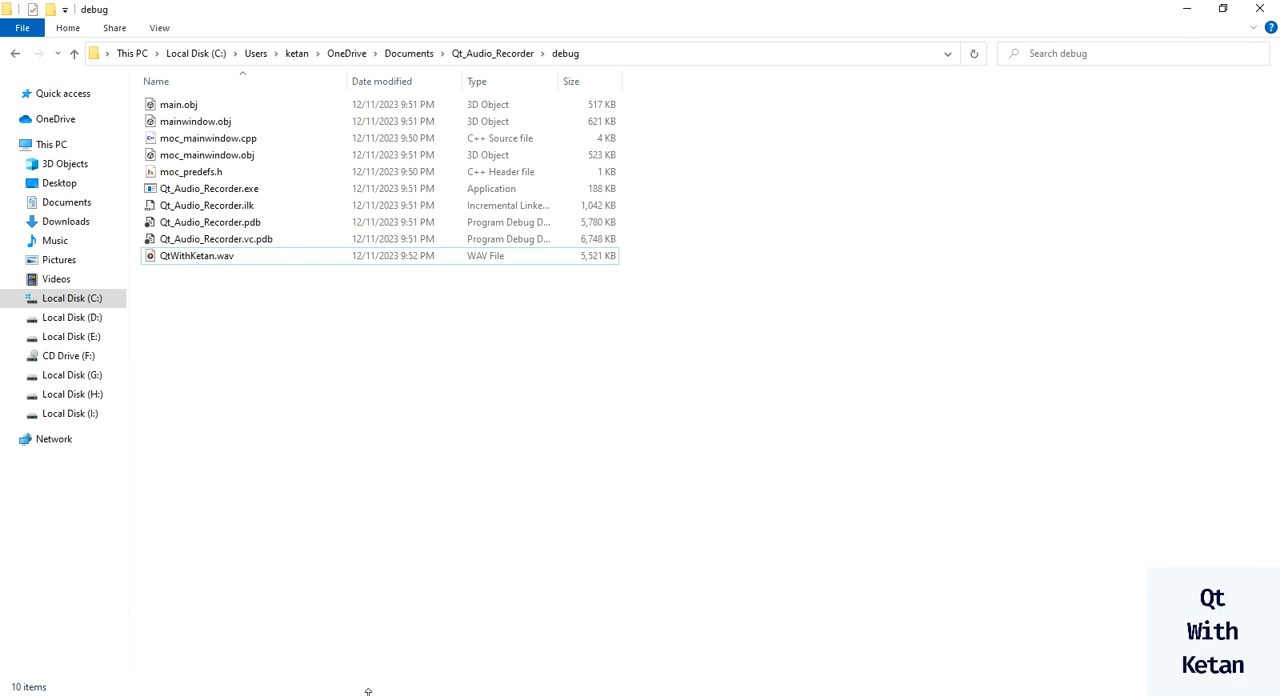 debug
File Home Share View
This PC Local Disk (C:) Users ketan OneDrive Documents Qt_Audio_Recorder debug Search debug
Name Date modified Type Size
Quick access
OneDrive
This PC
3D Objects
Desktop
Documents
Downloads
Music
Pictures
Videos
Local Disk (C:)
Local Disk (D:)
Local Disk (E:)
CD Drive (F:)
Local Disk (G:)
Local Disk (H:)
Local Disk (I:)
Network
main.obj 12/11/2023 9:51 PM 3D Object 517 KB
mainwindow.obj 12/11/2023 9:51 PM 3D Object 621 KB
moc_mainwindow.cpp 12/11/2023 9:50 PM C++ Source file 4 KB
moc_mainwindow.obj 12/11/2023 9:51 PM 3D Object 523 KB
moc_predefs.h 12/11/2023 9:50 PM C++ Header file 1 KB
Qt_Audio_Recorder.exe 12/11/2023 9:51 PM Application 188 KB
Qt_Audio_Recorder.ilk 12/11/2023 9:51 PM Incremental Linke... 1,042 KB
Qt_Audio_Recorder.pdb 12/11/2023 9:51 PM Program Debug D... 5,780 KB
Qt_Audio_Recorder.vc.pdb 12/11/2023 9:51 PM Program Debug D... 6,748 KB
QtWithKetan.wav 12/11/2023 9:52 PM WAV File 5,521 KB
Qt
With
Ketan
10 items